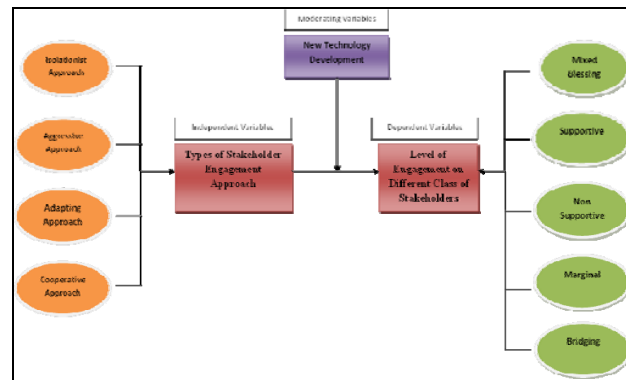 Moderating Variables
New Technology
Development
Isolationist
Approach
Aggressive
Approach
Adapting
Approach
Cooperative
Approach
Independent Variables
Types of Stakeholder
Engagement
Approach
Dependent Variables
Level of
Engagement on
Different Class of
Stakeholders
Mixed
Blessing
Supportive
Non
Supportive
Marginal
Bridging